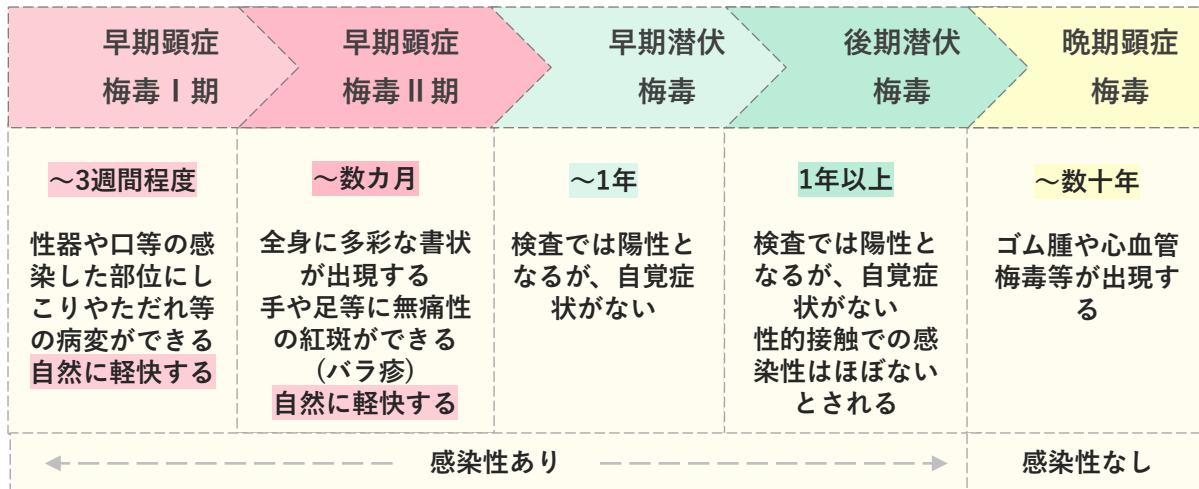 早期顕症
梅毒Ⅰ期
早期顕症
梅毒Ⅱ期
早期潜伏
梅毒
後期潜伏
梅毒
晩期顕症
梅毒
～3週間程度
性器や口等の感
染した部位にし
こりやただれ等
の病変ができる
自然に軽快する
～数カ月
全身に多彩な書状
が出現する
手や足等に無痛性
の紅斑ができる
(バラ疹)
自然に軽快する
～1年
検査では陽性と
なるが、自覚症
状がない
1年以上
検査では陽性と
なるが、自覚症
状がない
性的接触での感
染性はほぼない
とされる
～数十年
ゴム腫や心血管
梅毒等が出現す
る
感染性あり
感染性なし